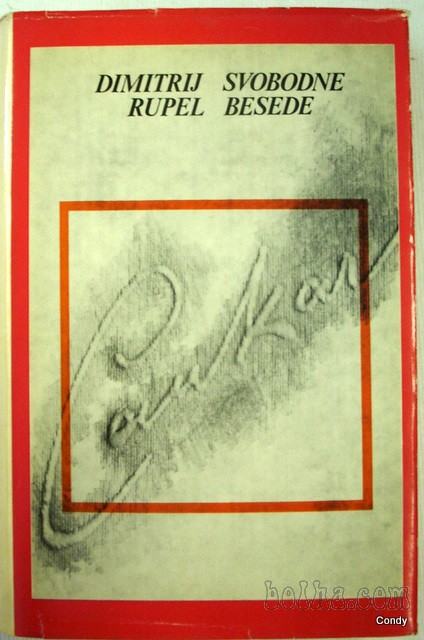 DIMITRIJ SVOBODNE
RUPEL BESEDE
Cankar
bolha.com
Condy